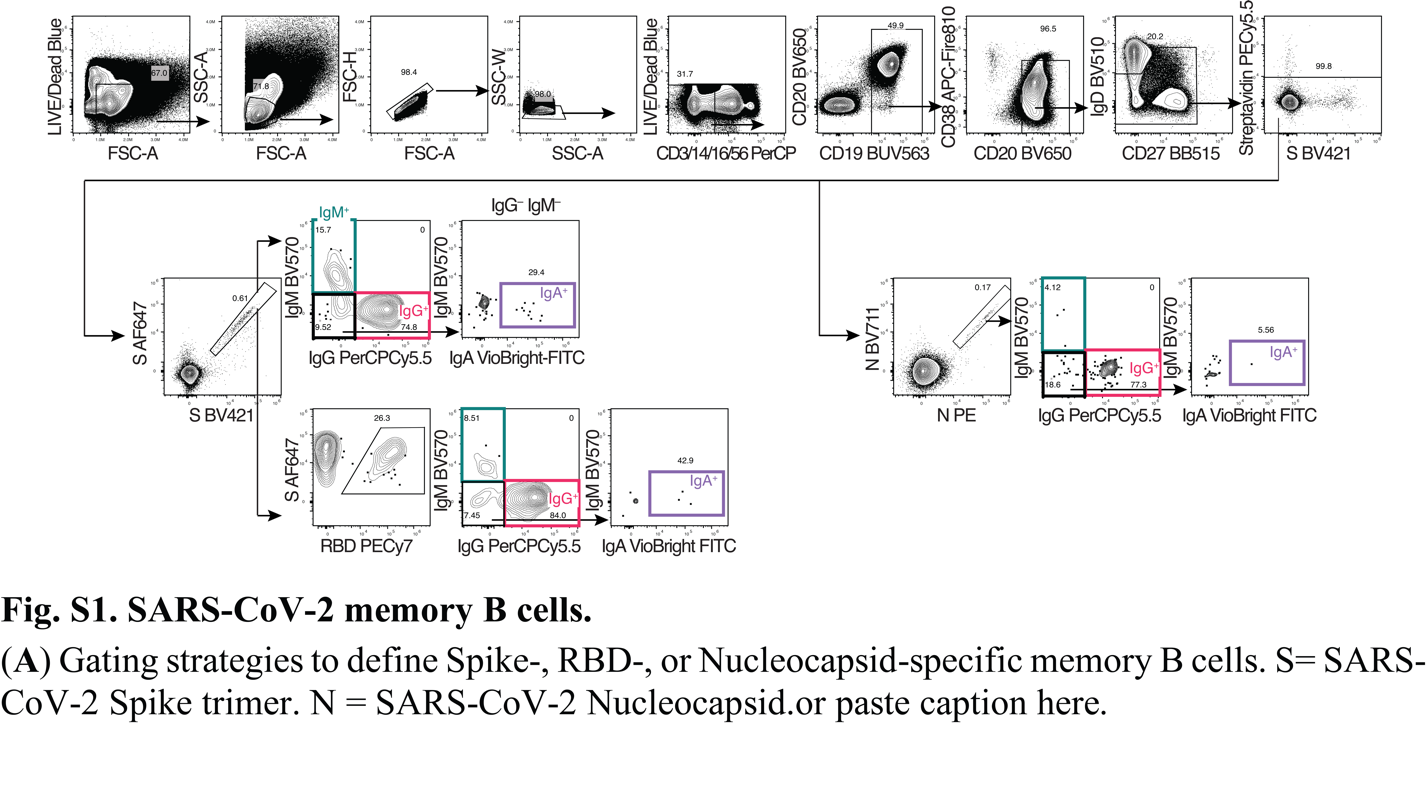 LIVE/Dead Blue
67.0
FSC-A
SSC-A
71.8
FSC-A
FSC-H
98.4
FSC-A
SSC-W
98.0
SSC-A
LIVE/Dead Blue
31.7
CD3/14/16/56 PerCP
CD20 BV650
49.9
CD19 BUV563
CD38 APC-Fire810
96.5
CD20 BV650
IgD BV510
20.2
CD27 BB515
Streptavidin PECy5.5
99.8
S BV421
S AF647
0.61
S BV421
IgM+
IgM BV570
15.7
0
IgG+
9.52
74.8
IgG PerCPCy5.5
IgG– IgM–
IgM BV570
29.4
IgA+
IgA VioBright-FITC
S AF647
26.3
RBD PECy7
IgM BV570
8.51
0
IgG+
7.45
84.0
IgG PerCPCy5.5
IgM BV570
42.9
IgA+
IgA VioBright FITC
N BV711
0.17
N PE
IgM BV570
4.12
0
IgG+
18.6
77.3
IgG PerCPCy5.5
IgM BV570
5.56
IgA+
IgA VioBright FITC
Fig. S1. SARS-CoV-2 memory B cells.
(A) Gating strategies to define Spike-, RBD-, or Nucleocapsid-specific memory B cells. S= SARS-
CoV-2 Spike trimer. N = SARS-CoV-2 Nucleocapsid.or paste caption here.